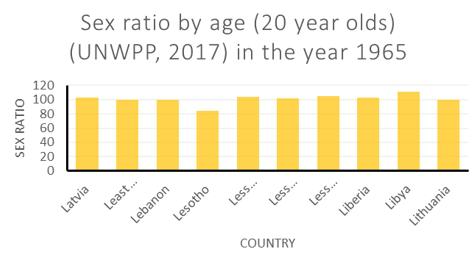 Sex ratio by age (20 year olds)
(UNWPP, 2017) in the year 1965
120
100
80
60
40
20
0
SEX RATIO
Latvia
Least...
Lebanon
Lesotho
Less...
Less...
Less...
Liberia
Libya
Lithuania
COUNTRY